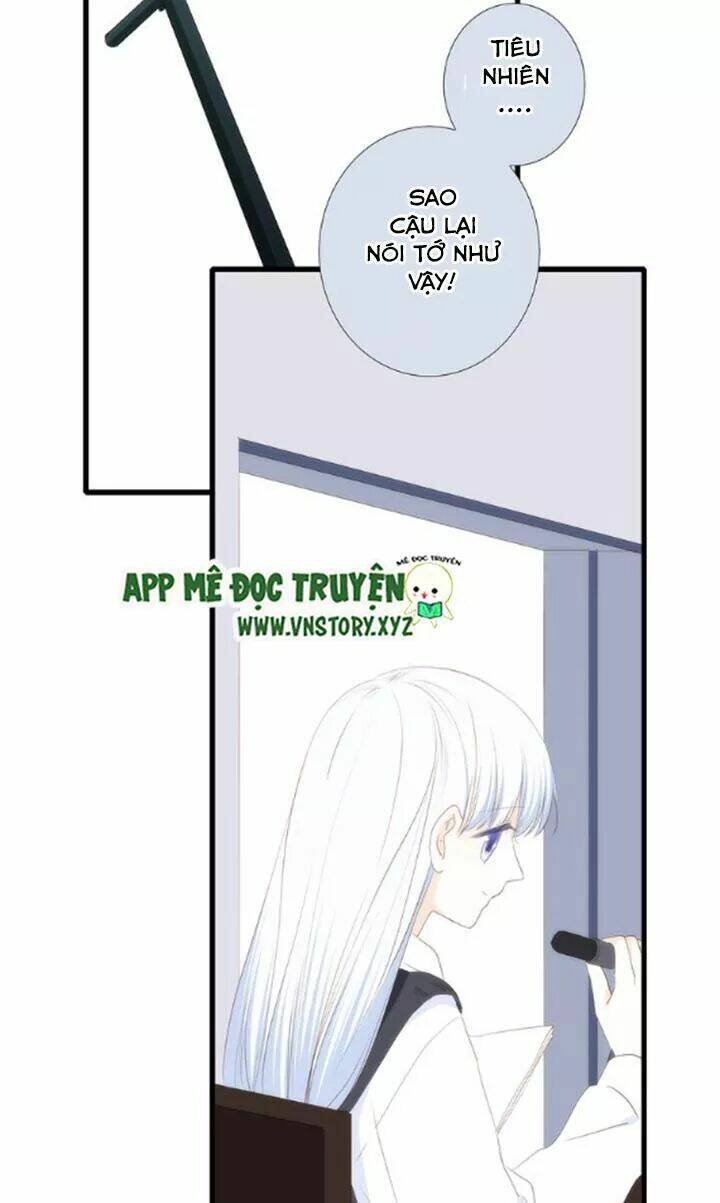 TIÊU
NHIÊN
....
SAO
CẬU LẠI
NÓI TỚ NHƯ
VẬY!
MÊ ĐỌC TRUYỆN
APP MÊ ĐỌC TRUYỆN
WWW.VNSTORY.XYZ